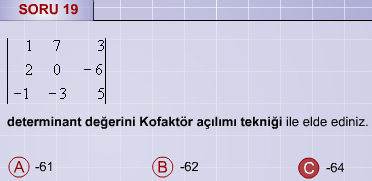 SORU 19
1 7 3
2 0 -6
-1 -3 5
determinant değerini Kofaktör açılımı tekniği ile elde ediniz.
A -61 B -62 C -64